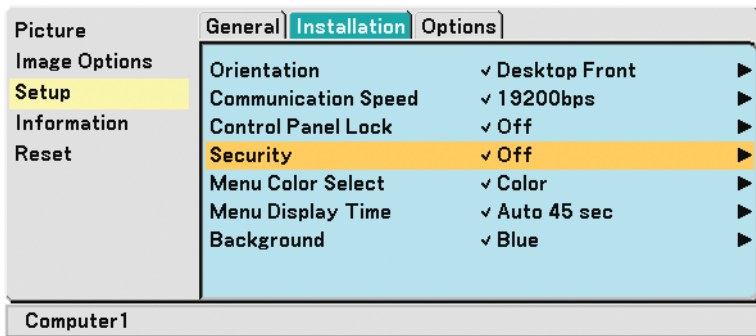 Picture
Image Options
Setup
Information
Reset
General Installation Options
Orientation ✓ Desktop Front ▶
Communication Speed ✓ 19200bps ▶
Control Panel Lock ✓ Off ▶
Security ✓ Off ▶
Menu Color Select ✓ Color ▶
Menu Display Time ✓ Auto 45 sec ▶
Background ✓ Blue ▶
Computer1